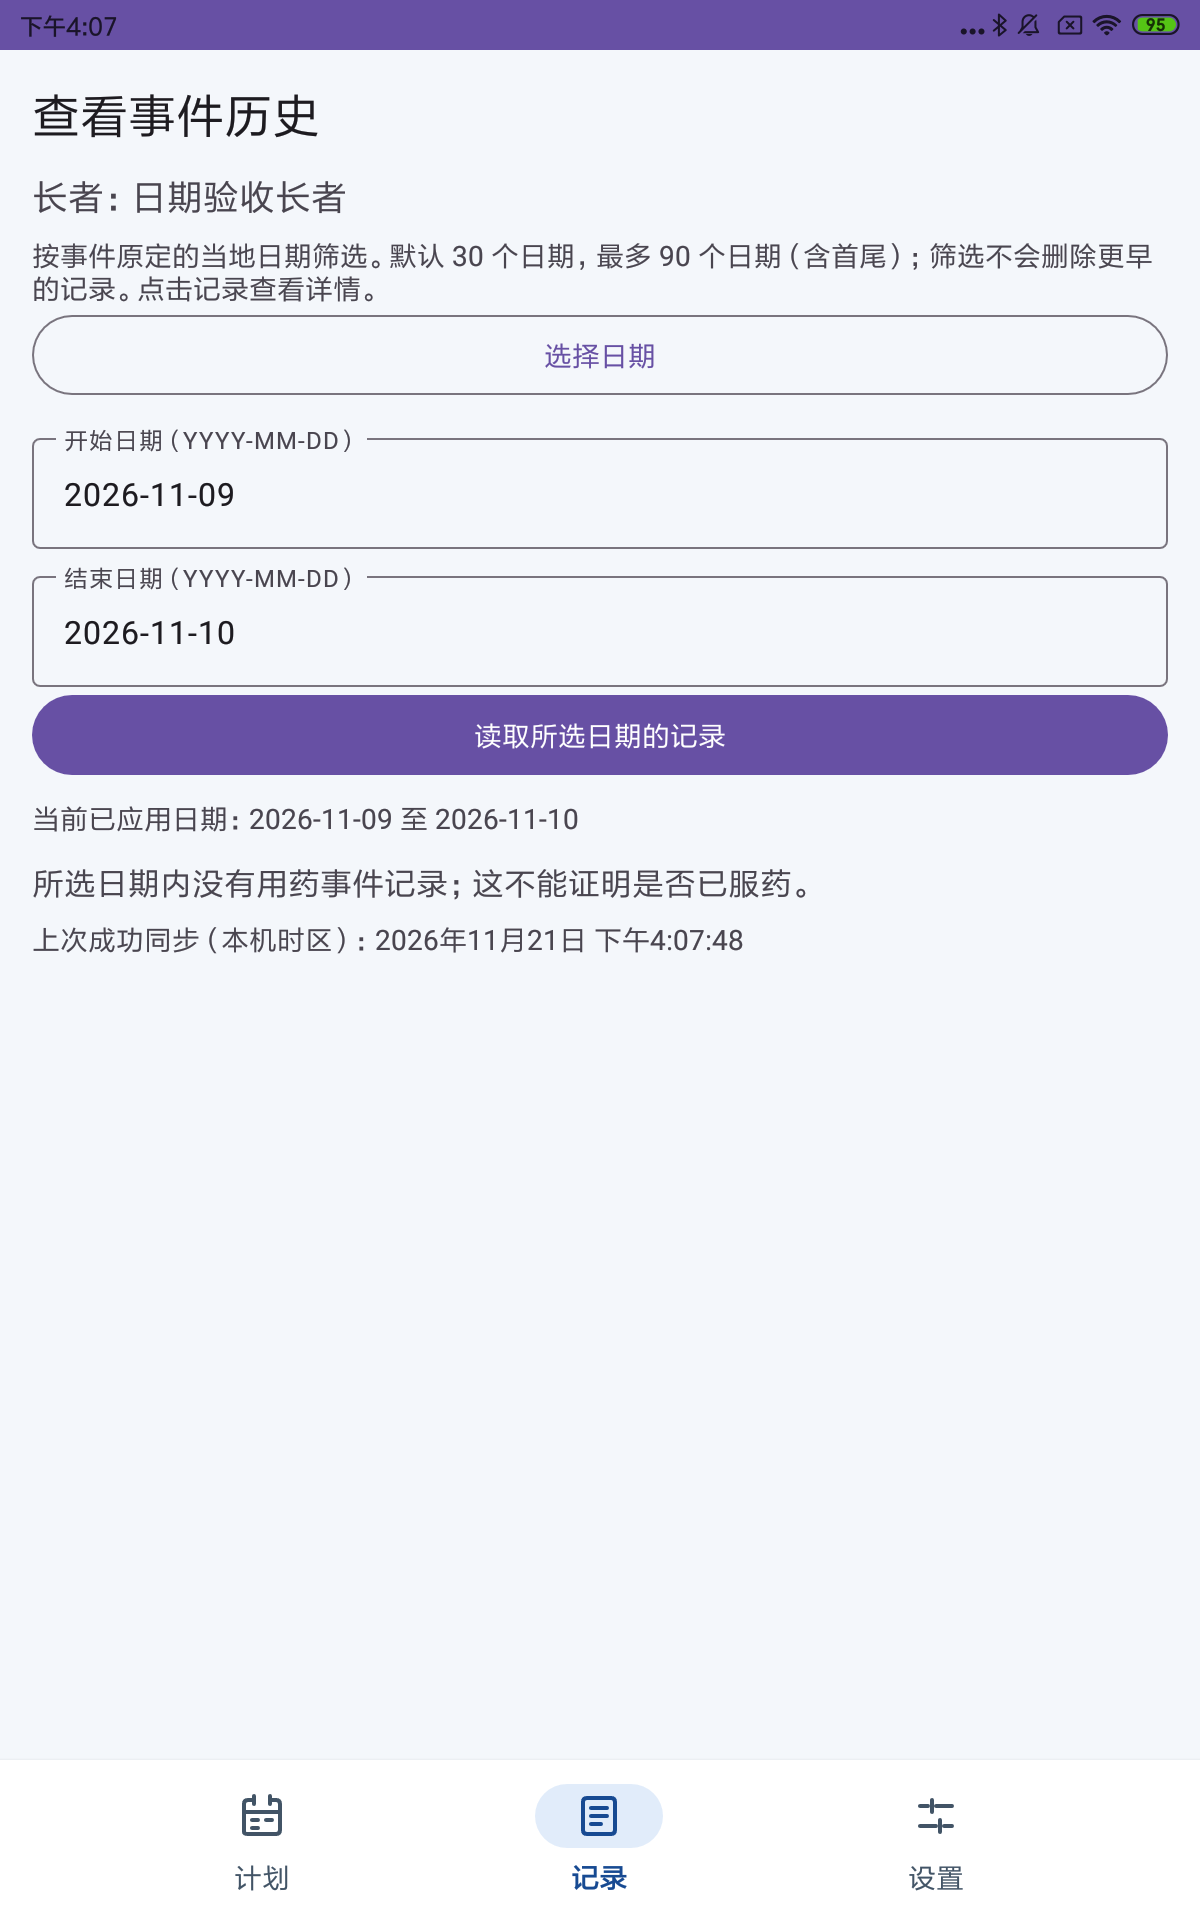 下午4:07
95
查看事件历史
长者：日期验收长者
按事件原定的当地日期筛选。默认 30 个日期，最多 90 个日期（含首尾）；筛选不会删除更早
的记录。点击记录查看详情。
选择日期
开始日期（YYYY-MM-DD）
2026-11-09
结束日期（YYYY-MM-DD）
2026-11-10
读取所选日期的记录
当前已应用日期：2026-11-09 至 2026-11-10
所选日期内没有用药事件记录；这不能证明是否已服药。
上次成功同步（本机时区）：2026年11月21日 下午4:07:48
计划
记录
设置